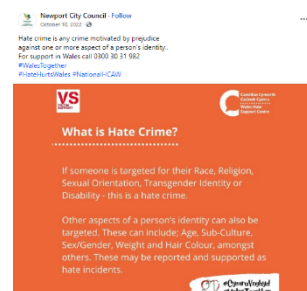 Newport City Council · Follow
October 10, 2022 ·
Hate crime is any crime motivated by prejudice
against one or more aspect of a person's identity..
For support in Wales call 0300 30 31 982
#WalesTogether
#HateHurtsWales #NationalHCAW
VS
What is Hate Crime?
If someone is targeted for their Race, Religion,
Sexual Orientation, Transgender Identity or
Disability - this is a hate crime.
Other aspects of a person's identity can also be
targeted. These can include; Age, Sub-Culture,
Sex/Gender, Weight and Hair Colour, amongst
others. These may be reported and supported as
hate incidents.